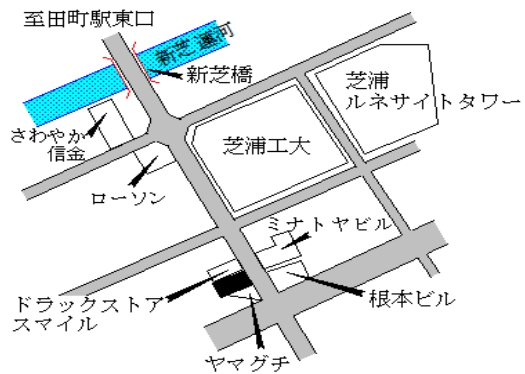 至田町駅東口
新芝運河
新芝橋
芝浦
ルネサイトタワー
さわやか
信金
芝浦工大
ローソン
ミナトヤビル
ドラックストア
スマイル
根本ビル
ヤマグチ